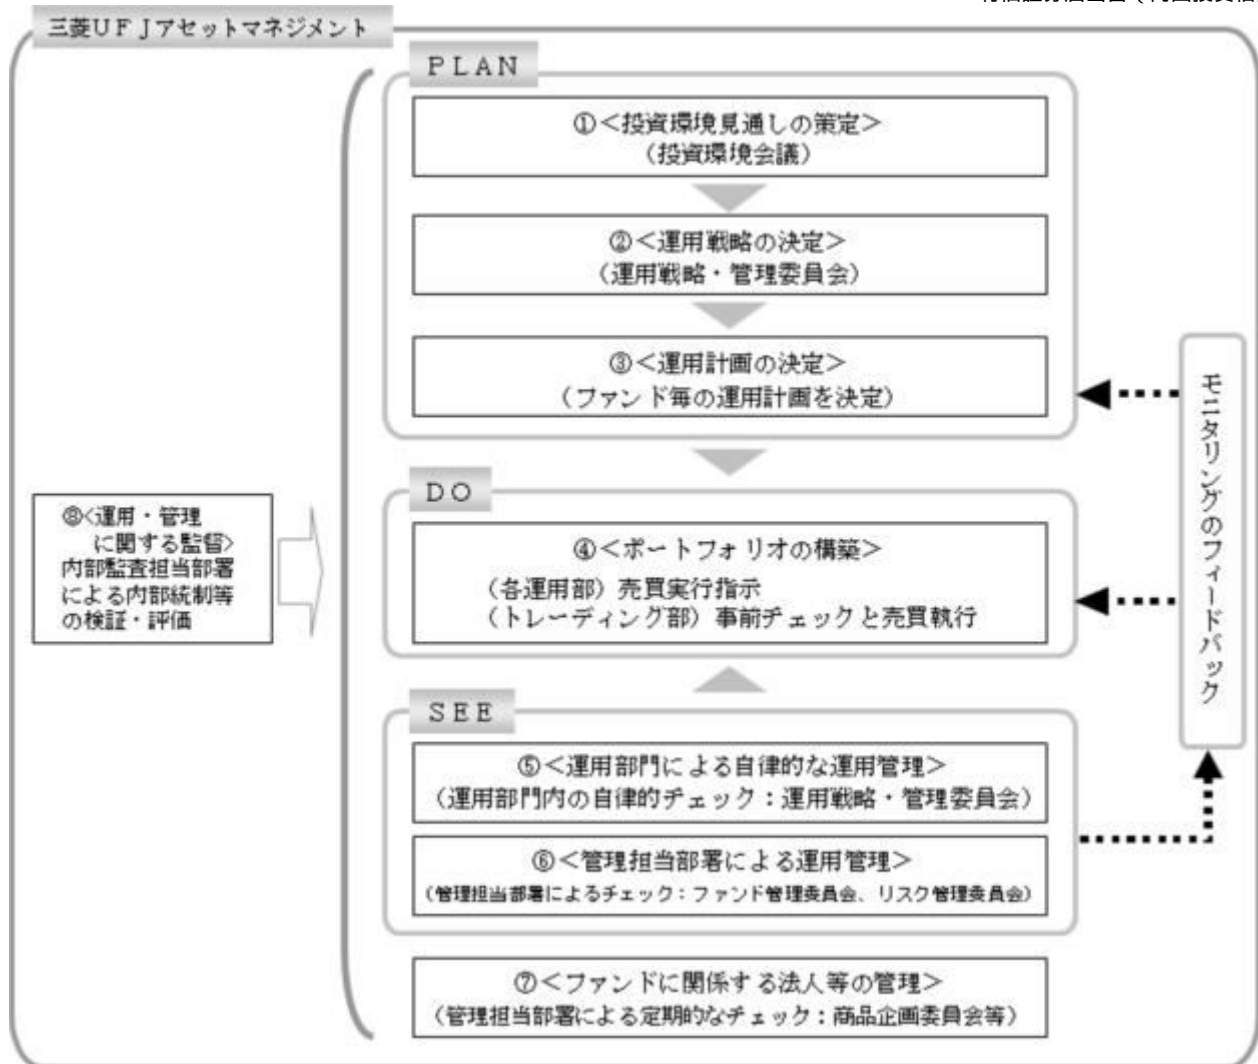 三菱ＵＦＪアセットマネジメント
ＰＬＡＮ
①＜投資環境見通しの策定＞
（投資環境会議）
②＜運用戦略の決定＞
（運用戦略・管理委員会）
③＜運用計画の決定＞
（ファンド毎の運用計画を決定）
ＤＯ
④＜ポートフォリオの構築＞
（各運用部）売買実行指示
（トレーディング部）事前チェックと売買執行
ＳＥＥ
⑤＜運用部門による自律的な運用管理＞
（運用部門内の自律的チェック：運用戦略・管理委員会）
⑥＜管理担当部署による運用管理＞
（管理担当部署によるチェック：ファンド管理委員会、リスク管理委員会）
⑦＜ファンドに関係する法人等の管理＞
（管理担当部署による定期的なチェック：商品企画委員会等）
⑧＜運用・管理
に関する監督＞
内部監査担当部署
による内部統制等
の検証・評価
モニタリングのフィードバック